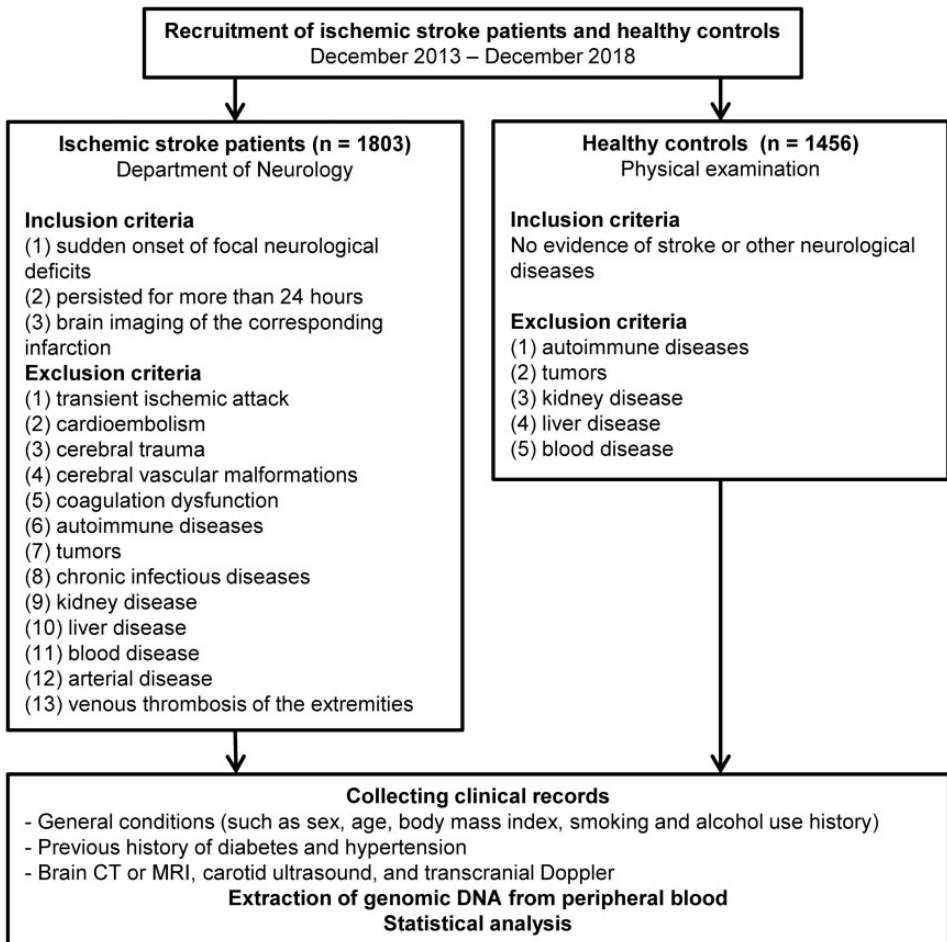 Recruitment of ischemic stroke patients and healthy controls
December 2013 – December 2018
Ischemic stroke patients (n = 1803)
Department of Neurology
Inclusion criteria
(1) sudden onset of focal neurological
deficits
(2) persisted for more than 24 hours
(3) brain imaging of the corresponding
infarction
Exclusion criteria
(1) transient ischemic attack
(2) cardioembolism
(3) cerebral trauma
(4) cerebral vascular malformations
(5) coagulation dysfunction
(6) autoimmune diseases
(7) tumors
(8) chronic infectious diseases
(9) kidney disease
(10) liver disease
(11) blood disease
(12) arterial disease
(13) venous thrombosis of the extremities
Healthy controls (n = 1456)
Physical examination
Inclusion criteria
No evidence of stroke or other neurological
diseases
Exclusion criteria
(1) autoimmune diseases
(2) tumors
(3) kidney disease
(4) liver disease
(5) blood disease
Collecting clinical records
- General conditions (such as sex, age, body mass index, smoking and alcohol use history)
- Previous history of diabetes and hypertension
- Brain CT or MRI, carotid ultrasound, and transcranial Doppler
Extraction of genomic DNA from peripheral blood
Statistical analysis